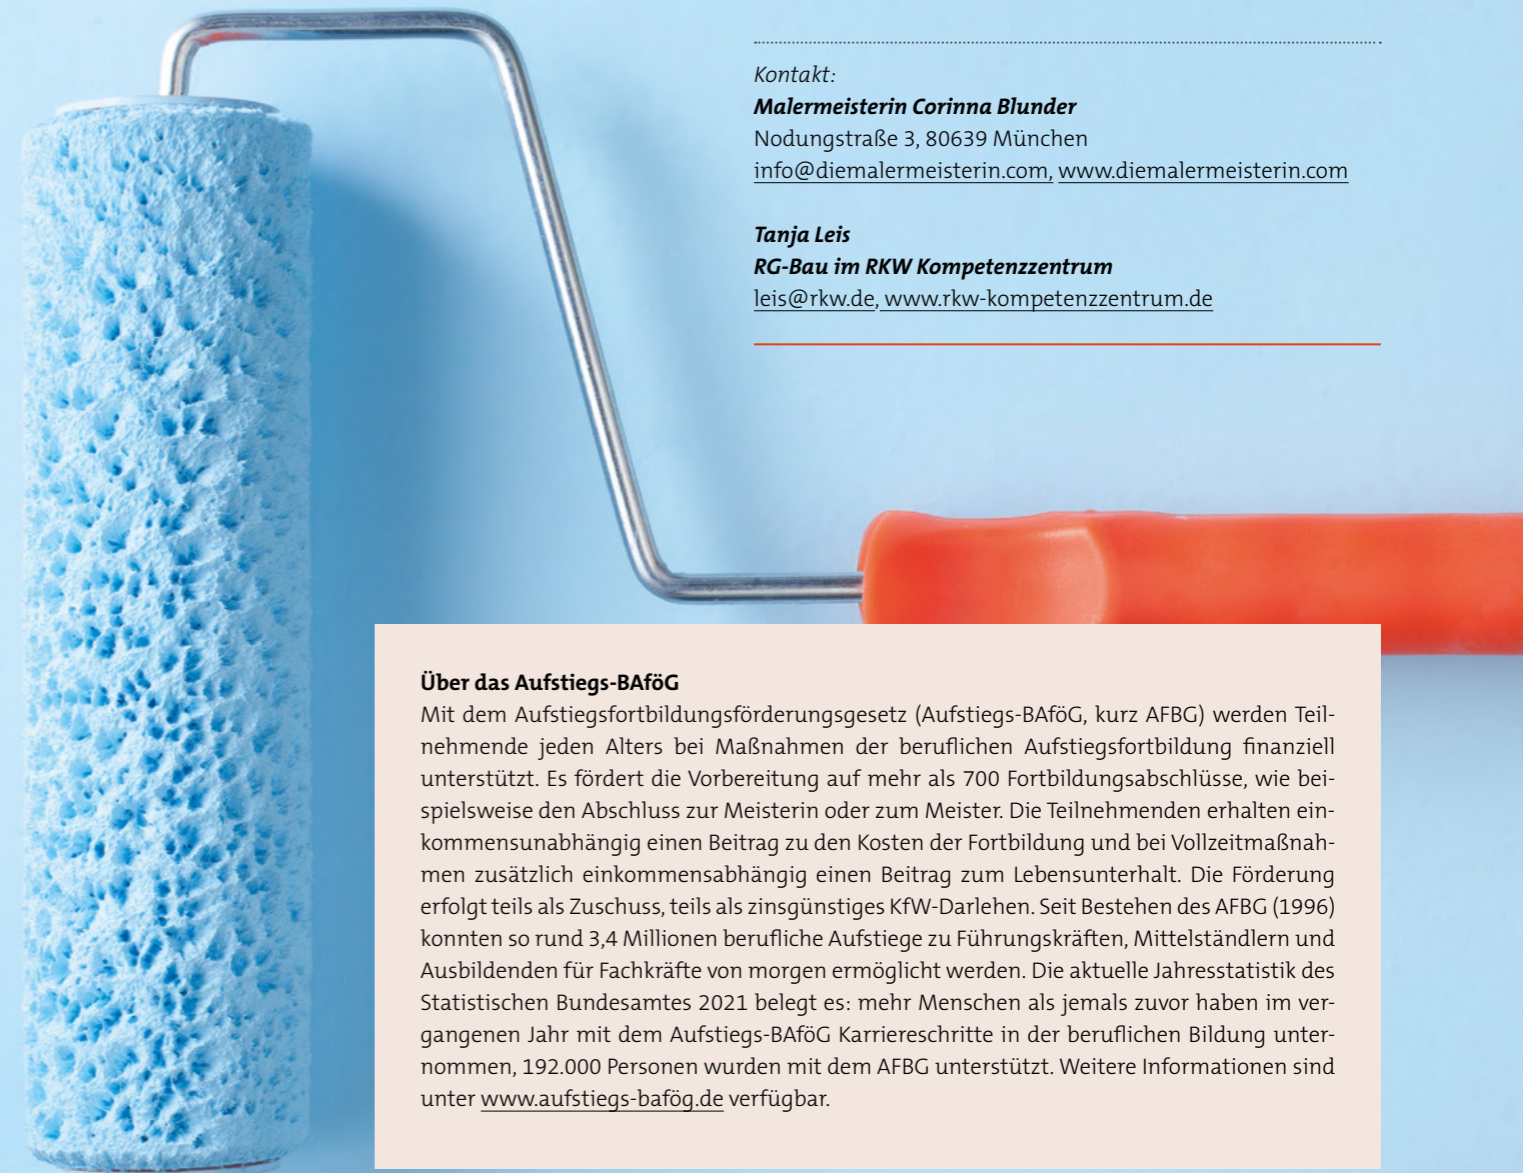 Kontakt:
Malermeisterin Corinna Blunder
Nodungstraße 3, 80639 München
info@diemalermeisterin.com, www.diemalermeisterin.com
Tanja Leis
RG-Bau im RKW Kompetenzzentrum
leis@rkw.de, www.rkw-kompetenzzentrum.de
Über das Aufstiegs-BAföG
Mit dem Aufstiegsfortbildungsförderungsgesetz (Aufstiegs-BAföG, kurz AFBG) werden Teil-
nehmende jeden Alters bei Maßnahmen der beruflichen Aufstiegsfortbildung finanziell
unterstützt. Es fördert die Vorbereitung auf mehr als 700 Fortbildungsabschlüsse, wie bei-
spielsweise den Abschluss zur Meisterin oder zum Meister. Die Teilnehmenden erhalten ein-
kommensunabhängig einen Beitrag zu den Kosten der Fortbildung und bei Vollzeitmaßnah-
men zusätzlich einkommensabhängig einen Beitrag zum Lebensunterhalt. Die Förderung
erfolgt teils als Zuschuss, teils als zinsgünstiges KfW-Darlehen. Seit Bestehen des AFBG (1996)
konnten so rund 3,4 Millionen berufliche Aufstiege zu Führungskräften, Mittelständlern und
Ausbildenden für Fachkräfte von morgen ermöglicht werden. Die aktuelle Jahresstatistik des
Statistischen Bundesamtes 2021 belegt es: mehr Menschen als jemals zuvor haben im ver-
gangenen Jahr mit dem Aufstiegs-BAföG Karriereschritte in der beruflichen Bildung unter-
nommen, 192.000 Personen wurden mit dem AFBG unterstützt. Weitere Informationen sind
unter www.aufstiegs-bafög.de verfügbar.